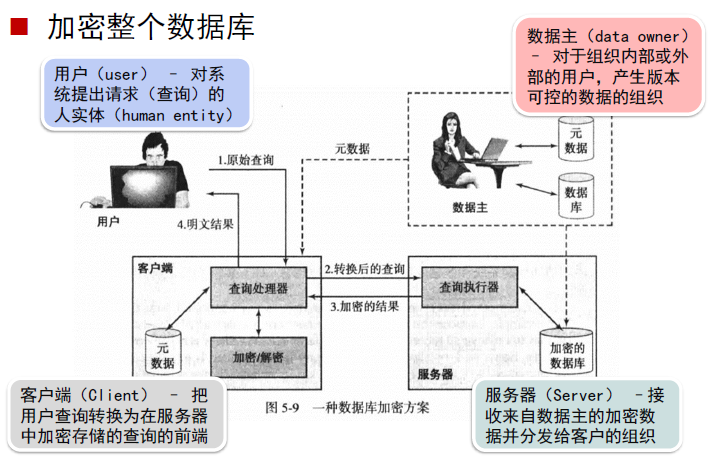 加密整个数据库
用户（user） – 对系
统提出请求（查询）的
人实体（human entity）
数据主（data owner）
– 对于组织内部或外
部的用户，产生版本
可控的数据的组织
1.原始查询
元数据
元
数据
数据
库
数据主
用户
4.明文结果
客户端
2.转换后的查询
查询处理器
查询执行器
3.加密的结果
元
数据
加密/解密
加密的
数据库
服务器
客户端（Client） – 把
用户查询转换为在服务器
中加密存储的查询的前端
图 5-9 一种数据库加密方案
服务器（Server） –接
收来自数据主的加密数
据并分发给客户的组织